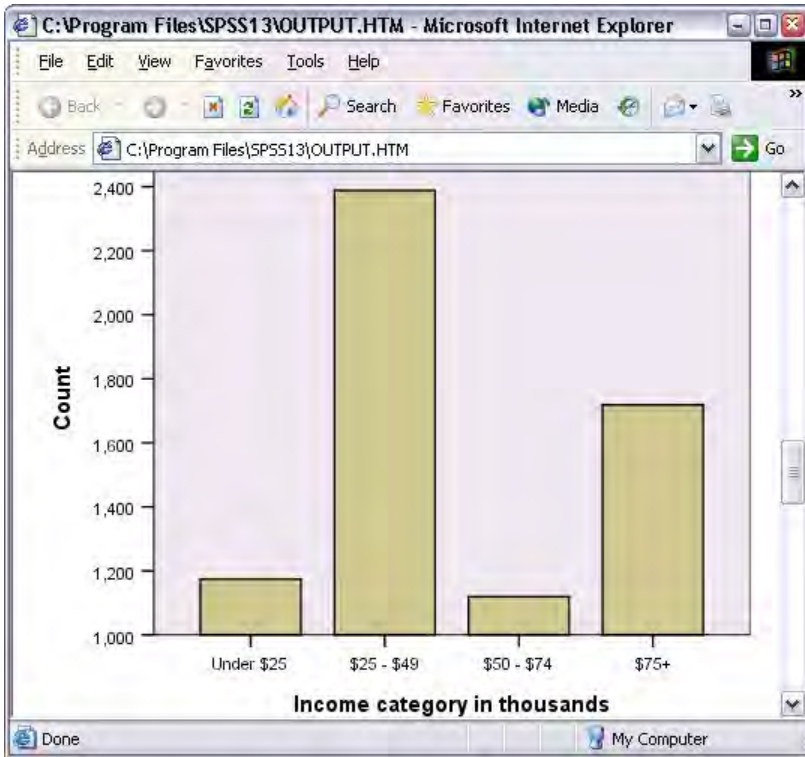 C:\Program Files\SPSS13\OUTPUT.HTM - Microsoft Internet Explorer
File Edit View Favorites Tools Help
Back Search Favorites Media
Address C:\Program Files\SPSS13\OUTPUT.HTM Go
2,400
2,200
2,000
1,800
1,600
1,400
1,200
1,000
Count
Under $25 $25 - $49 $50 - $74 $75+
Income category in thousands
Done My Computer